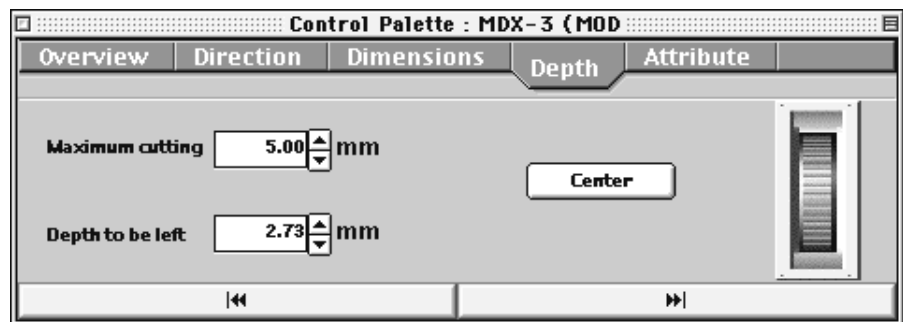 Control Palette : MDX-3 (MOD
Overview Direction Dimensions Depth Attribute
Maximum cutting 5.00 mm
Center
Depth to be left 2.73 mm